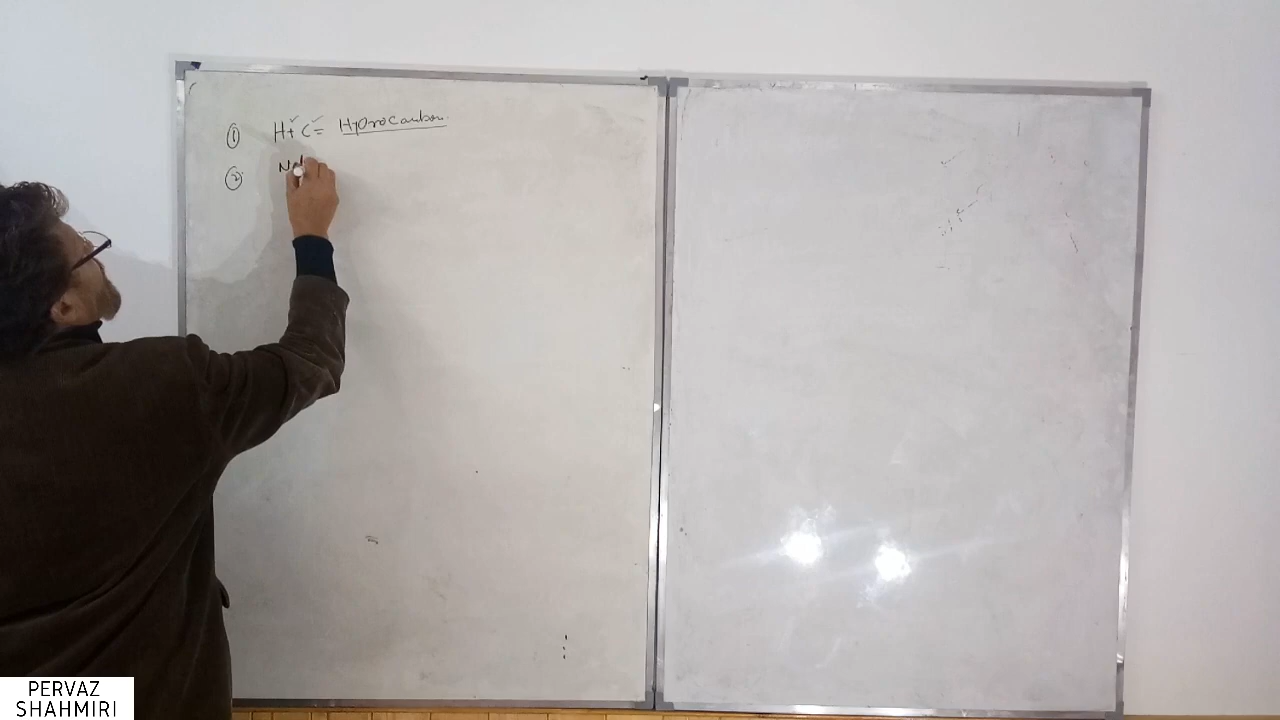 ① H + C = Hydrocarbon.
②
PERVAZ
SHAHMIRI